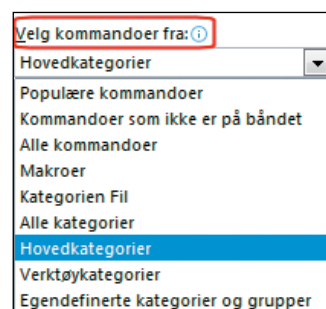 Velg kommandoer fra:
Hovedkategorier
Populære kommandoer
Kommandoer som ikke er på båndet
Alle kommandoer
Makroer
Kategorien Fil
Alle kategorier
Hovedkategorier
Verktøykategorier
Egendefinerte kategorier og grupper